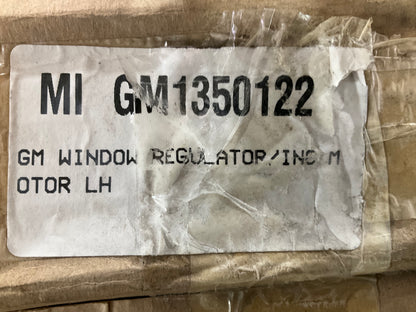 MI GM1350122
GM WINDOW REGULATOR/INC M
OTOR LH